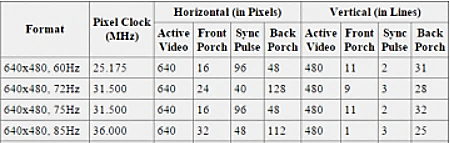 Format Pixel Clock (MHz) Horizontal (in Pixels) Vertical (in Lines)
Active Video Front Porch Sync Pulse Back Porch Active Video Front Porch Sync Pulse Back Porch
640x480, 60Hz 25.175 640 16 96 48 480 11 2 31
640x480, 72Hz 31.500 640 24 40 128 480 9 3 28
640x480, 75Hz 31.500 640 16 96 48 480 11 2 32
640x480, 85Hz 36.000 640 32 48 112 480 1 3 25